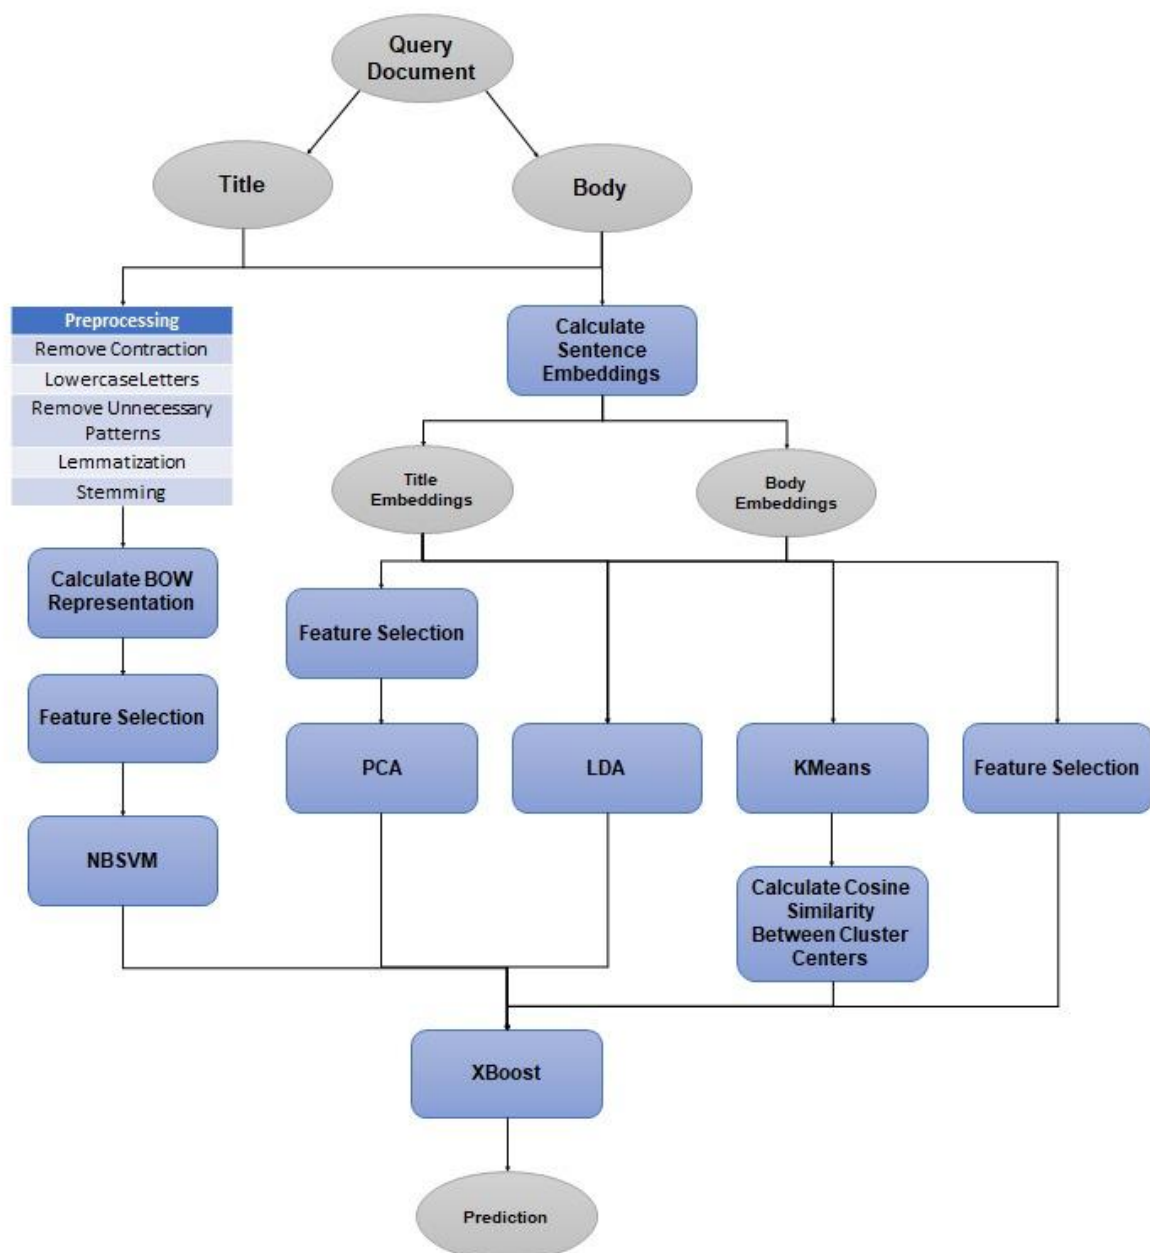 Query
Document
Title
Body
Preprocessing
Remove Contraction
LowercaseLetters
Remove Unnecessary
Patterns
Lemmatization
Stemming
Calculate
Sentence
Embeddings
Title
Embeddings
Body
Embeddings
Calculate BOW
Representation
Feature Selection
Feature Selection
PCA
LDA
KMeans
Feature Selection
NBSVM
Calculate Cosine
Similarity
Between Cluster
Centers
XBoost
Prediction